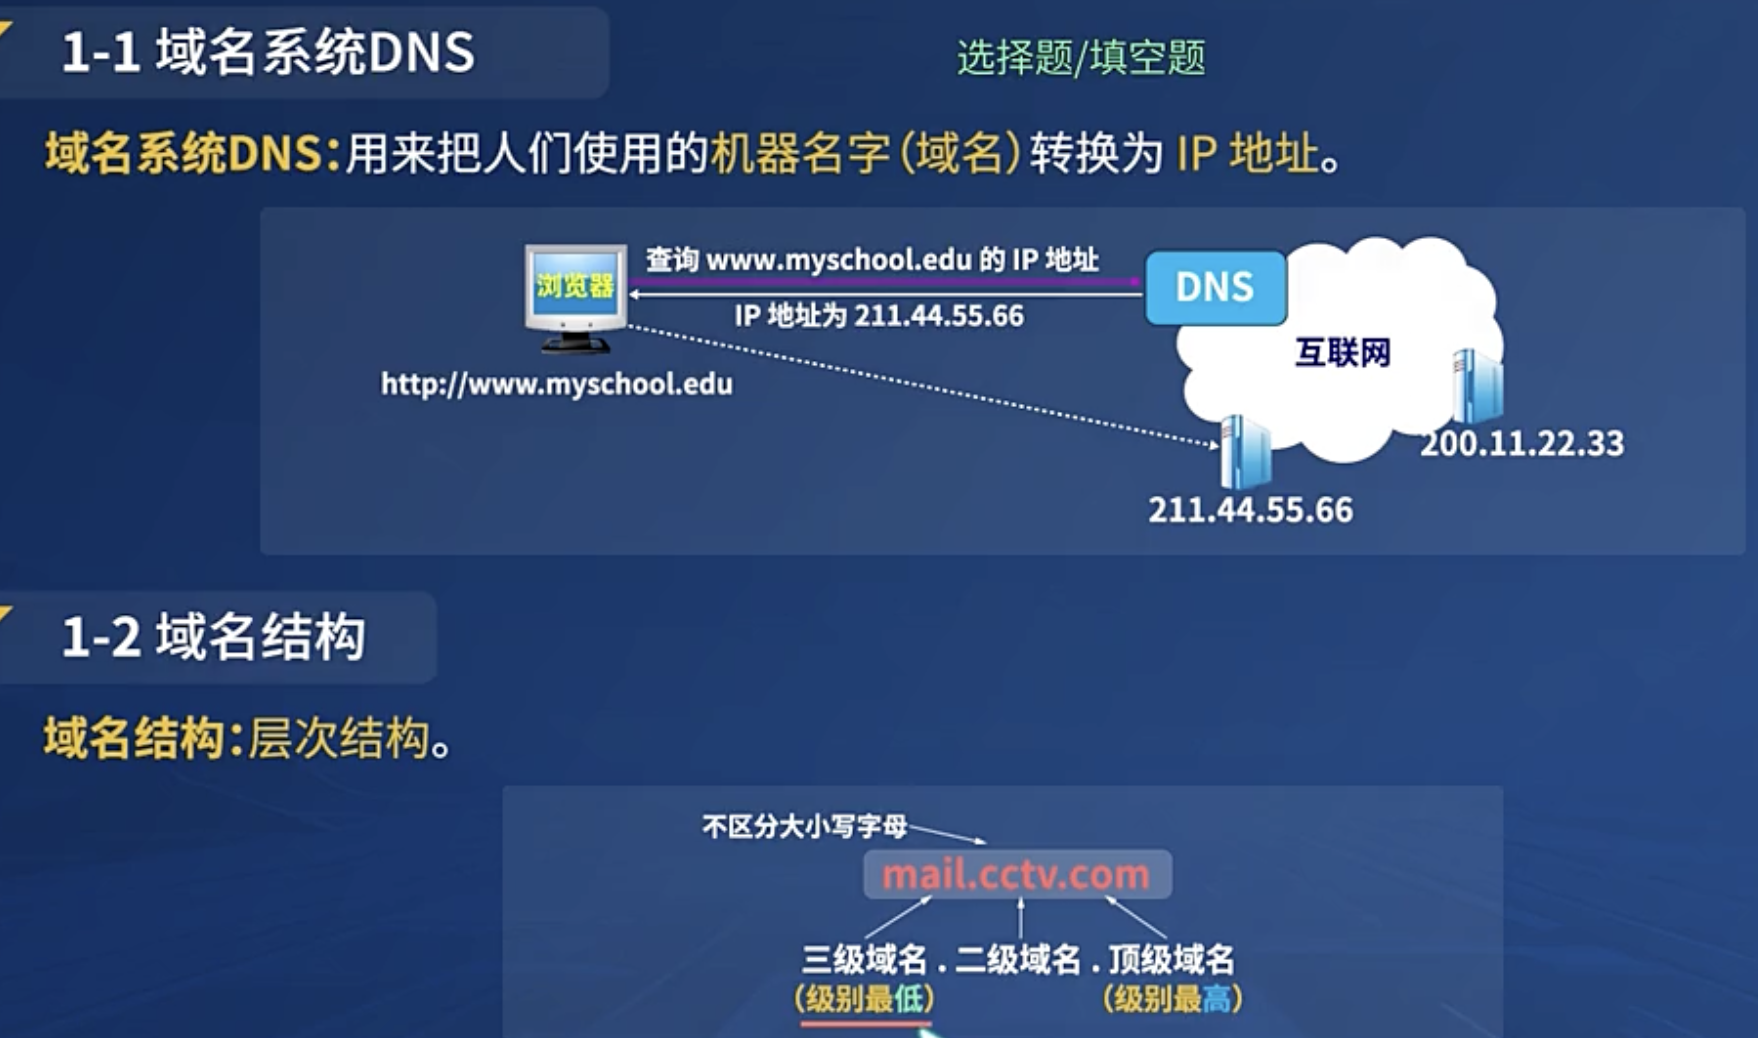 1-1 域名系统DNS
选择题/填空题
域名系统DNS:用来把人们使用的机器名字(域名)转换为 IP 地址。
浏览器
查询 www.myschool.edu 的 IP 地址
DNS
IP 地址为 211.44.55.66
互联网
http://www.myschool.edu
200.11.22.33
211.44.55.66
1-2 域名结构
域名结构:层次结构。
不区分大小写字母
mail.cctv.com
三级域名 . 二级域名 . 顶级域名
(级别最低)
(级别最高)